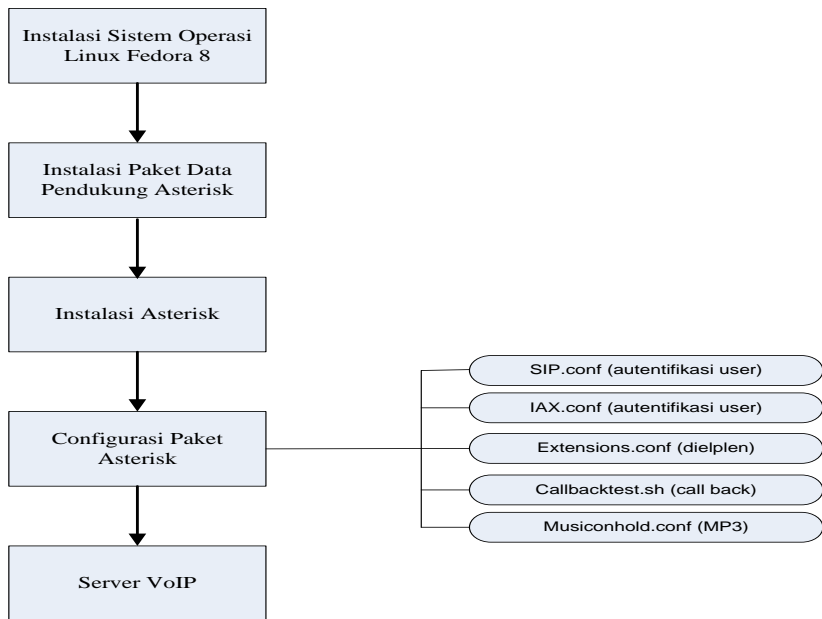 Instalasi Sistem Operasi
Linux Fedora 8
Instalasi Paket Data
Pendukung Asterisk
Instalasi Asterisk
Configurasi Paket
Asterisk
Server VoIP
SIP.conf (autentifikasi user)
IAX.conf (autentifikasi user)
Extensions.conf (dielplen)
Callbacktest.sh (call back)
Musiconhold.conf (MP3)